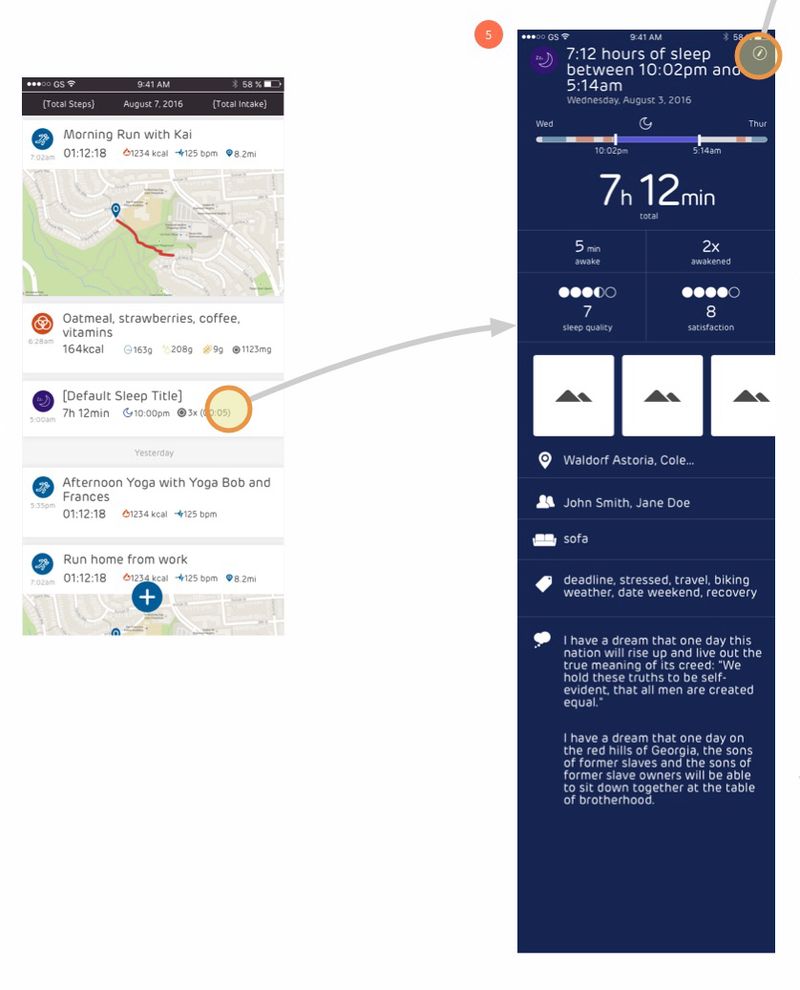 5
GS
9:41 AM
58 %
{Total Steps}
August 7, 2016
{Total Intake}
Morning Run with Kai
7:02am
01:12:18
1234 kcal
125 bpm
8.2mi
Oatmeal, strawberries, coffee,
vitamins
6:28am
164kcal
163g
208g
9g
1123mg
[Default Sleep Title]
5:00am
7h 12min
10:00pm
3x (00:05)
Yesterday
Afternoon Yoga with Yoga Bob and
Frances
5:35pm
01:12:18
1234 kcal
125 bpm
Run home from work
7:02am
01:12:18
1234 kcal
125 bpm
8.2mi
GS
9:41 AM
58
7:12 hours of sleep
between 10:02pm and
5:14am
Wednesday, August 3, 2016
Wed
Thur
10:02pm
5:14am
7h 12min
total
5 min
awake
2x
awakened
7
sleep quality
8
satisfaction
Waldorf Astoria, Cole...
John Smith, Jane Doe
sofa
deadline, stressed, travel, biking
weather, date weekend, recovery
I have a dream that one day this
nation will rise up and live out the
true meaning of its creed: "We
hold these truths to be self-
evident, that all men are created
equal."
I have a dream that one day on
the red hills of Georgia, the sons
of former slaves and the sons of
former slave owners will be able
to sit down together at the table
of brotherhood.